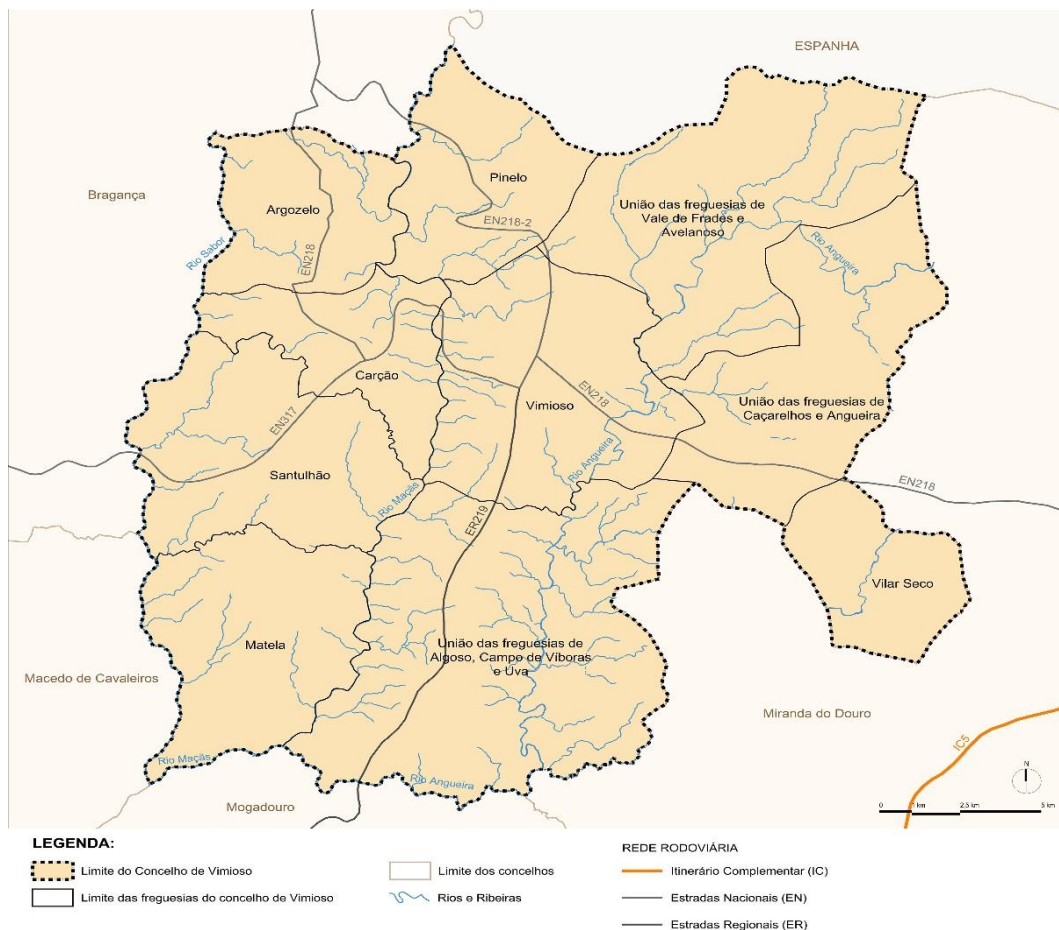 ESPANHA
Bragança
Pinelo
Argozelo
EN218-2
União das freguesias de
Vale de Frades e
Avelanoso
Rio Sabor
EN218
Rio Angueira
Carção
EN317
EN218
Vimioso
União das freguesias de
Caçarelhos e Angueira
Santulhão
Rio Maçãs
Rio Angueira
EN218
ER219
Vilar Seco
Matela
União das freguesias de
Algoso, Campo de Víboras
e Uva
Macedo de Cavaleiros
Miranda do Douro
IC5
Rio Maçãs
Rio Angueira
Mogadouro
N
0 1 km 2,5 km 5 km
LEGENDA:
Limite do Concelho de Vimioso
Limite das freguesias do concelho de Vimioso
Limite dos concelhos
Rios e Ribeiras
REDE RODOVIÁRIA
Itinerário Complementar (IC)
Estradas Nacionais (EN)
Estradas Regionais (ER)